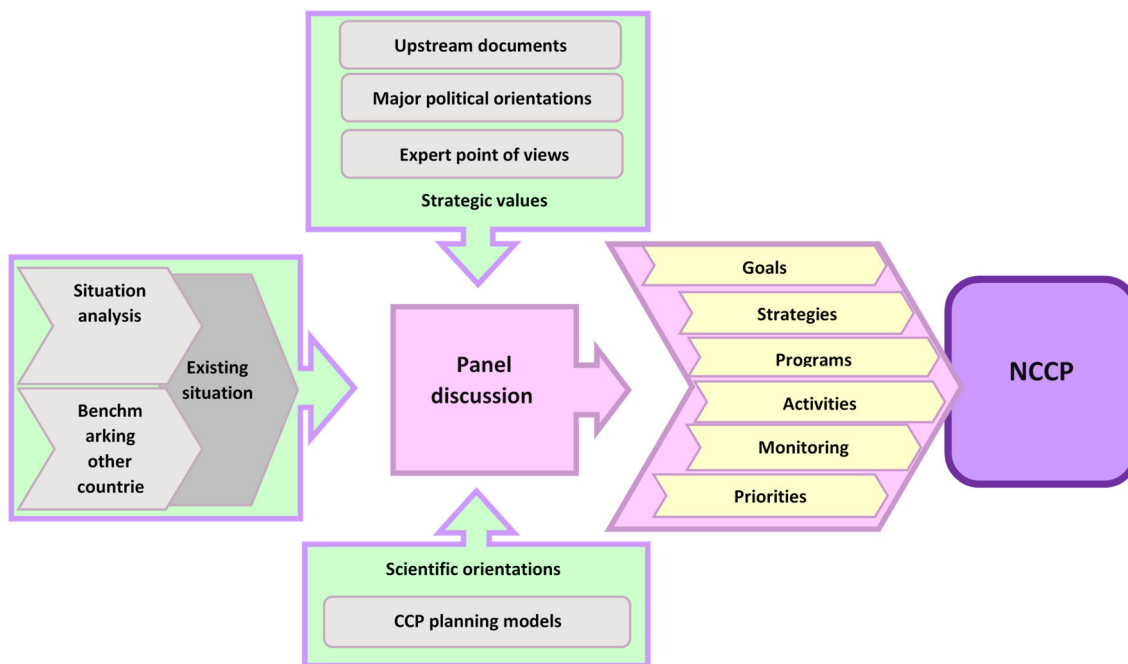 Upstream documents
Major political orientations
Expert point of views
Strategic values
Situation
analysis
Existing
situation
Benchm
arking
other
countrie
Panel
discussion
Goals
Strategies
Programs
Activities
Monitoring
Priorities
NCCP
Scientific orientations
CCP planning models